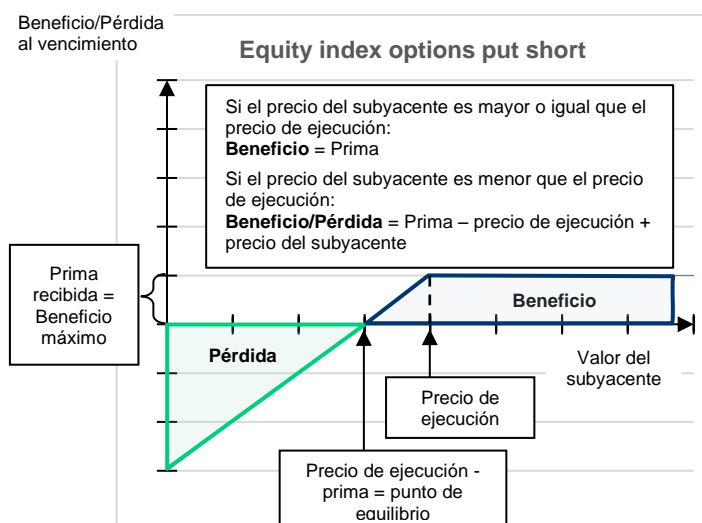 Beneficio/Pérdida
al vencimiento
Equity index options put short
Si el precio del subyacente es mayor o igual que el
precio de ejecución:
Beneficio = Prima
Si el precio del subyacente es menor que el precio
de ejecución:
Beneficio/Pérdida = Prima – precio de ejecución +
precio del subyacente
Prima
recibida =
Beneficio
máximo
Beneficio
Pérdida
Valor del
subyacente
Precio de
ejecución
Precio de ejecución -
prima = punto de
equilibrio